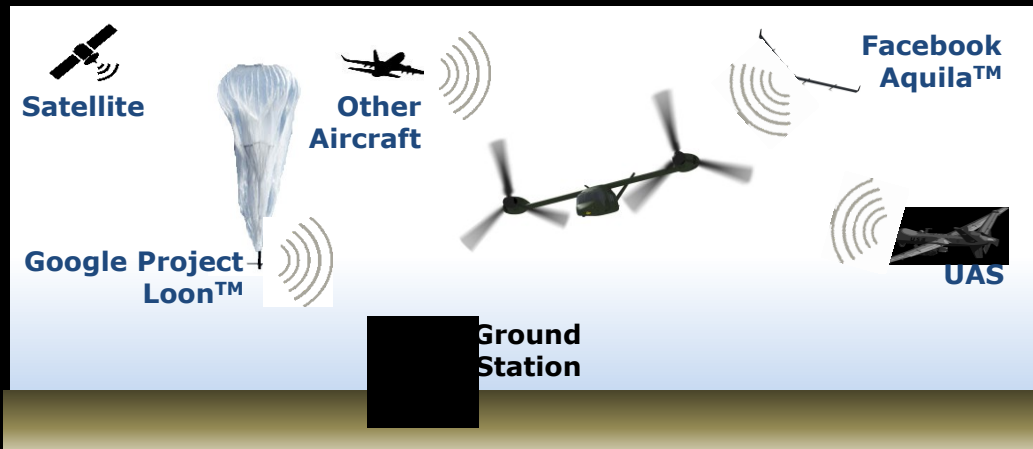 Satellite
Other
Aircraft
Facebook
Aquila™
Google Project
Loon™
UAS
Ground
Station